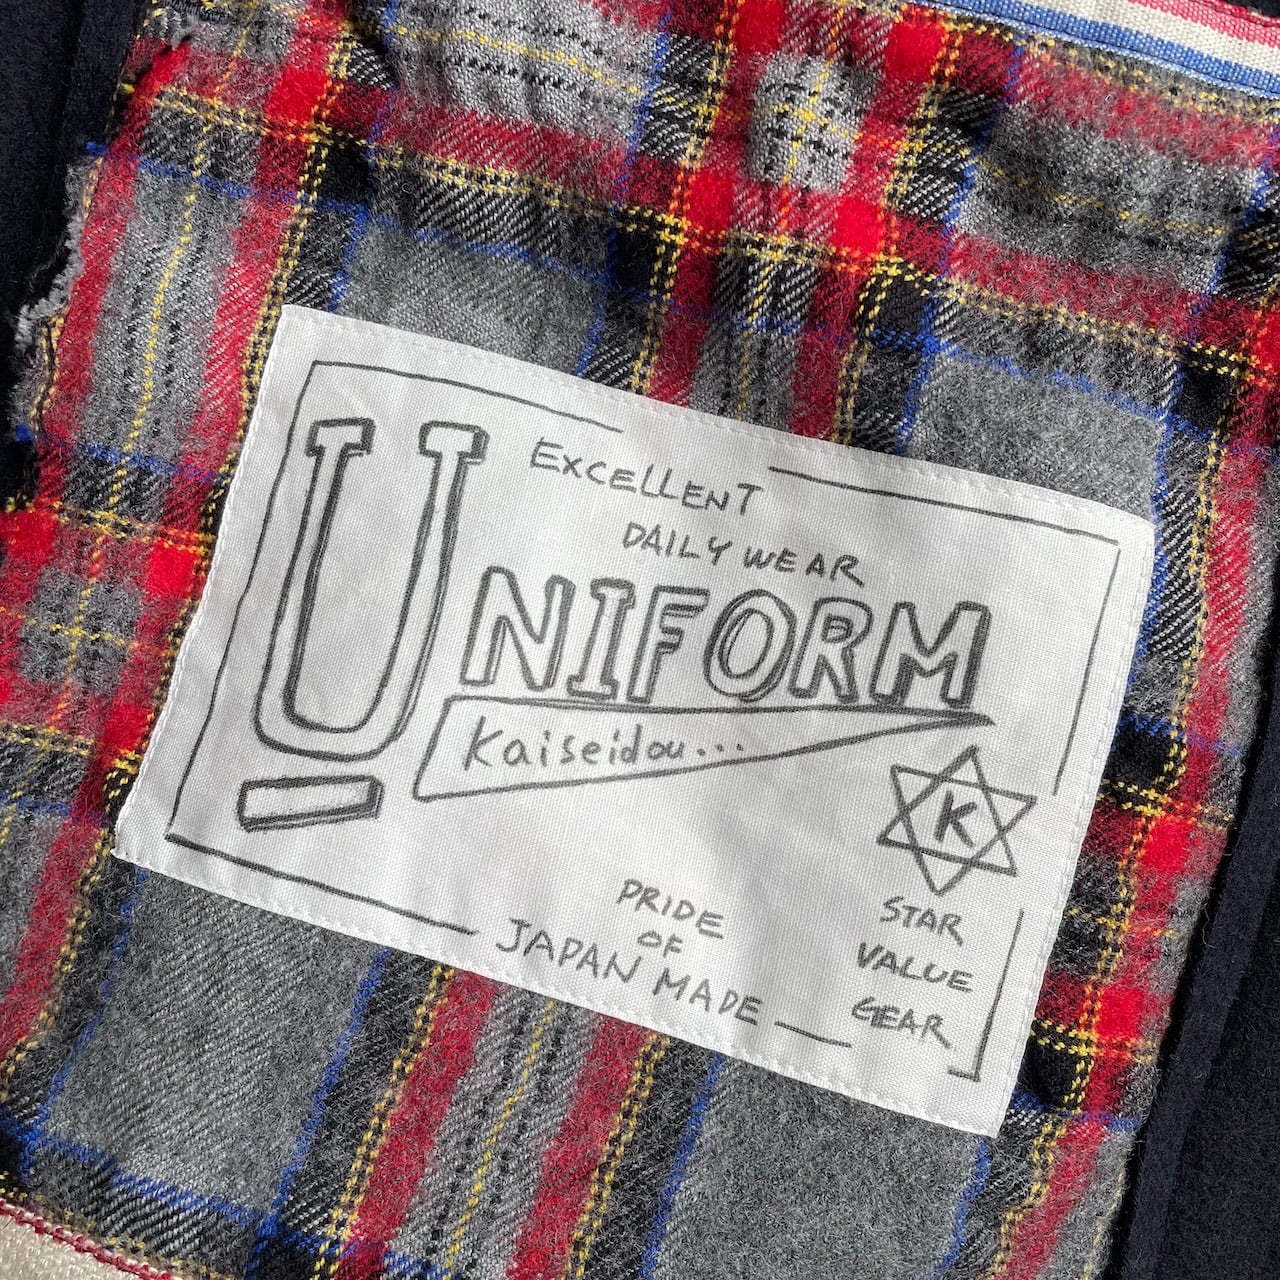 EXCELLENT
DAILY WEAR
UNIFORM
Kaiseidou...
K
STAR
VALUE
GEAR
PRIDE
OF
JAPAN MADE